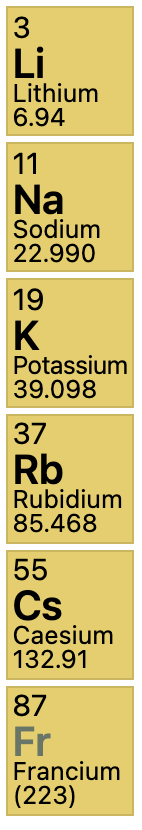 3
Li
Lithium
6.94
11
Na
Sodium
22.990
19
K
Potassium
39.098
37
Rb
Rubidium
85.468
55
Cs
Caesium
132.91
87
Fr
Francium
(223)